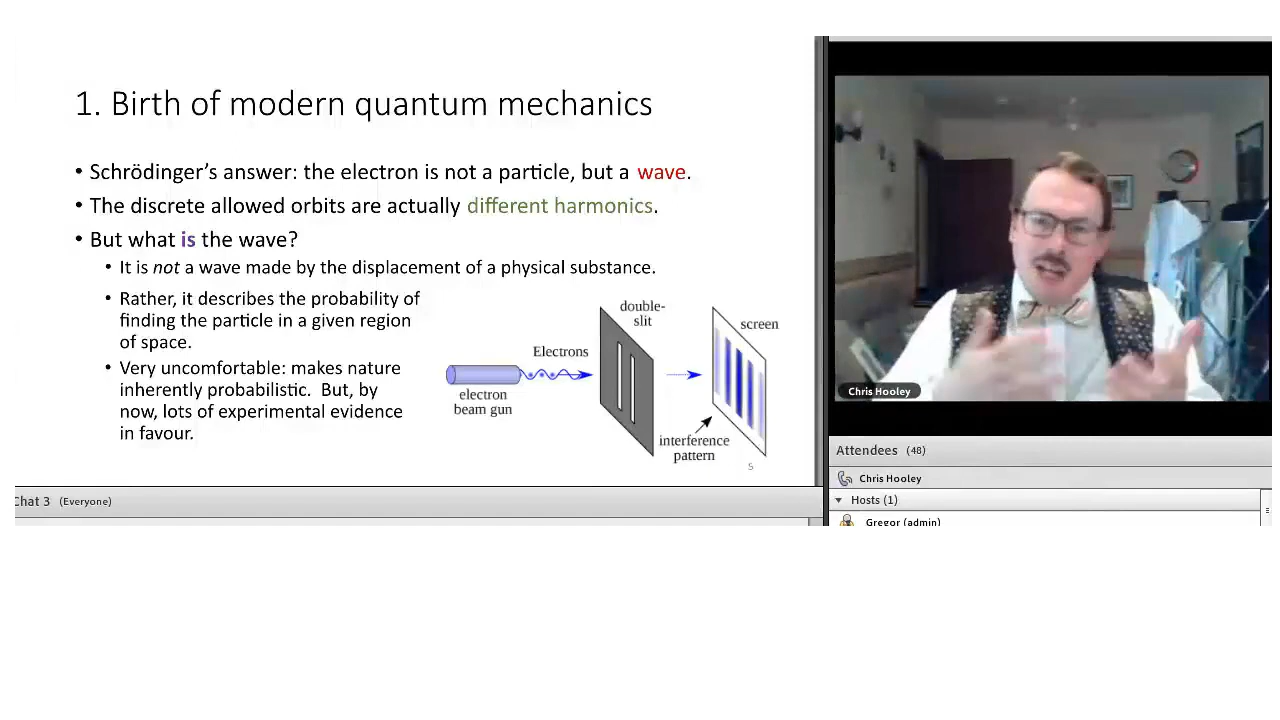 1. Birth of modern quantum mechanics
• Schrödinger's answer: the electron is not a particle, but a wave.
• The discrete allowed orbits are actually different harmonics.
• But what is the wave?
• It is not a wave made by the displacement of a physical substance.
• Rather, it describes the probability of
finding the particle in a given region
of space.
• Very uncomfortable: makes nature
inherently probabilistic. But, by
now, lots of experimental evidence
in favour.
double-
slit
screen
Electrons
electron
beam gun
interference
pattern
5
Chat 3 (Everyone)
Chris Hooley
Attendees (48)
Chris Hooley
Hosts (1)
Gregor (admin)